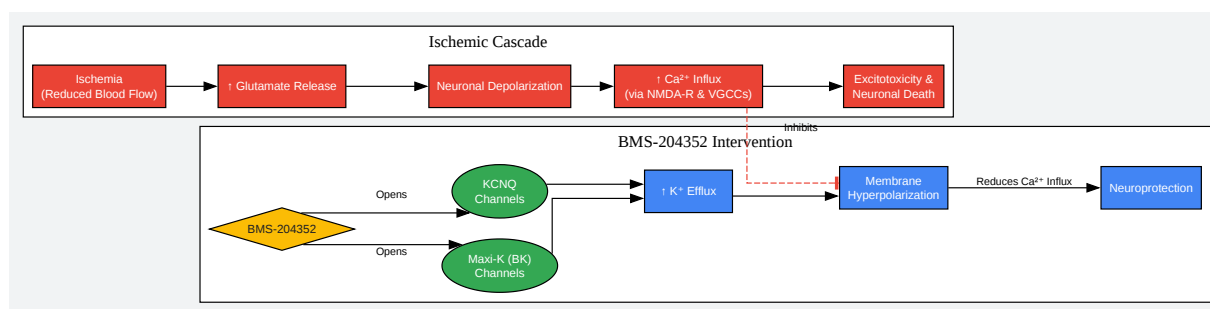 Ischemic Cascade
Ischemia
(Reduced Blood Flow)
↑ Glutamate Release
Neuronal Depolarization
↑ Ca²⁺ Influx
(via NMDA-R & VGCCs)
Excitotoxicity &
Neuronal Death
Inhibits
BMS-204352 Intervention
BMS-204352
Opens
Opens
KCNQ
Channels
Maxi-K (BK)
Channels
↑ K⁺ Efflux
Membrane
Hyperpolarization
Reduces Ca²⁺ Influx
Neuroprotection